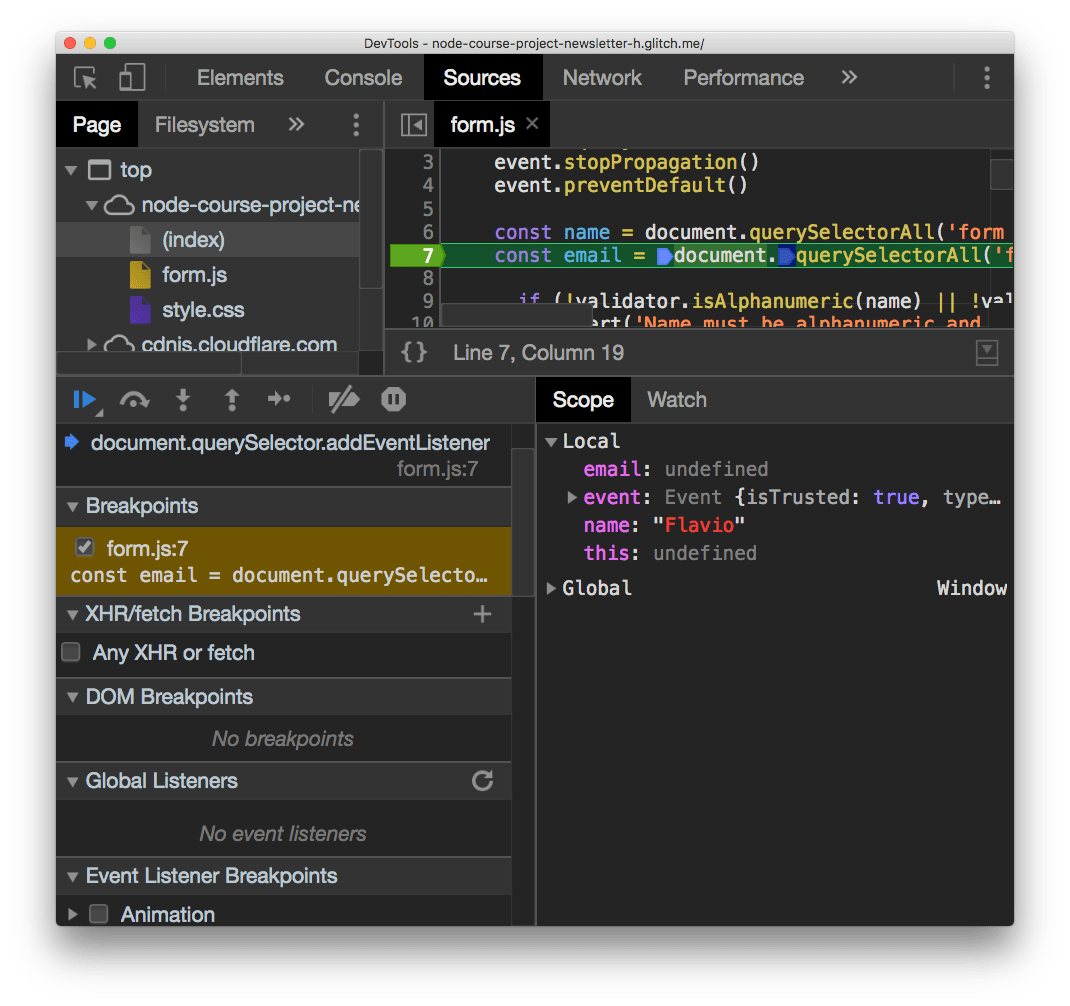 DevTools - node-course-project-newsletter-h.glitch.me/
Elements Console Sources Network Performance »
Page Filesystem »
form.js ×
top
node-course-project-ne
(index)
form.js
style.css
cdnjs.cloudflare.com
3 event.stopPropagation()
4 event.preventDefault()
5
6 const name = document.querySelectorAll('form
7 const email = document.querySelectorAll('f
8
9 if (!validator.isAlphanumeric(name) || !val
10 ert('Name must be alphanumeric and
{} Line 7, Column 19
document.querySelector.addEventListener
form.js:7
Breakpoints
form.js:7
const email = document.querySelecto…
XHR/fetch Breakpoints +
Any XHR or fetch
DOM Breakpoints
No breakpoints
Global Listeners
No event listeners
Event Listener Breakpoints
Animation
Scope Watch
Local
email: undefined
event: Event {isTrusted: true, type…
name: "Flavio"
this: undefined
Global Window